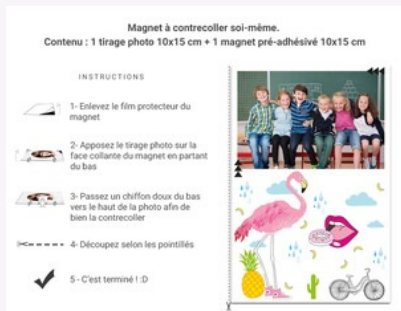 Magnet à contrecoller soi-même.
Contenu : 1 tirage photo 10x15 cm + 1 magnet pré-adhésivé 10x15 cm
INSTRUCTIONS
1- Enlevez le film protecteur du
magnet
2- Apposez le tirage photo sur la
face collante du magnet en partant
du bas
3- Passez un chiffon doux du bas
vers le haut de la photo afin de
bien la contrecoller
4- Découpez selon les pointillés
5 - C'est terminé ! :D